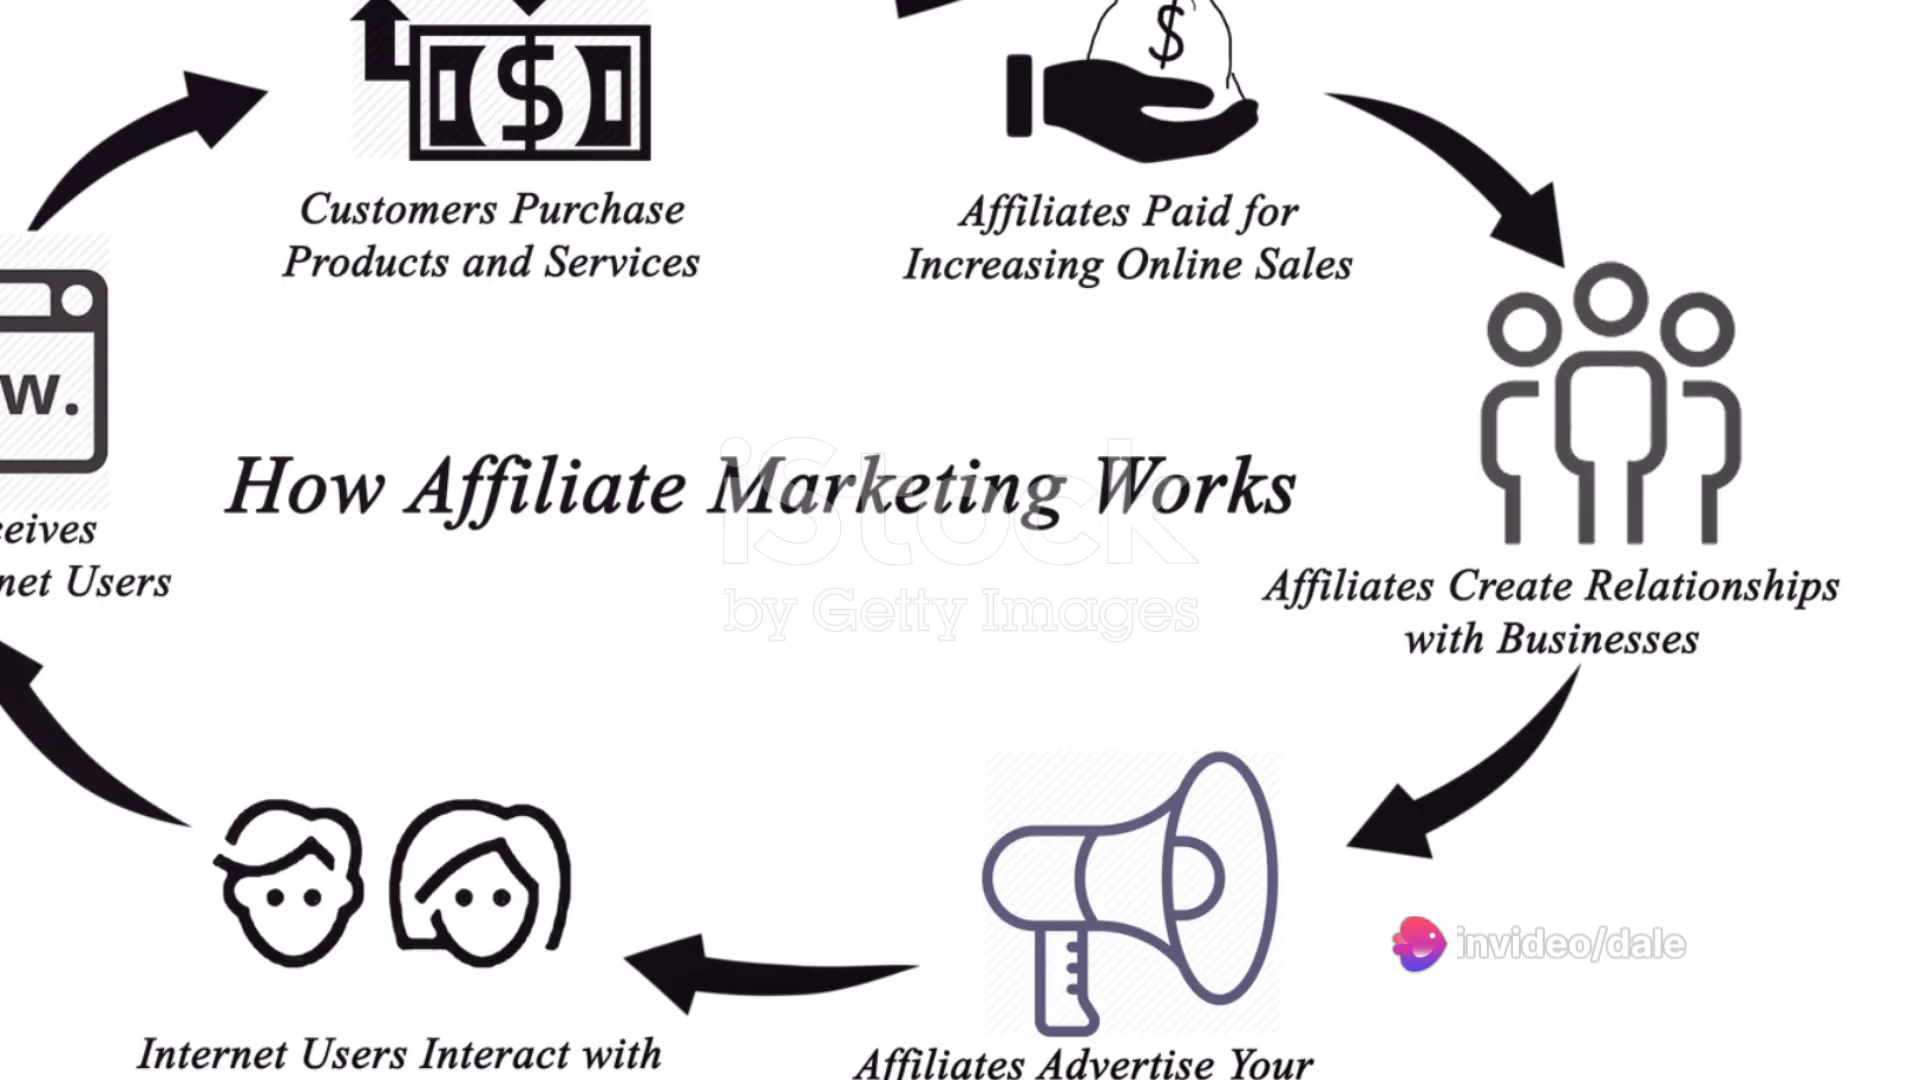 $
$
Customers Purchase
Products and Services
Affiliates Paid for
Increasing Online Sales
w.
How Affiliate Marketing Works
iStock
by Getty Images
eives
net Users
Affiliates Create Relationships
with Businesses
invideo/dale
Internet Users Interact with
Affiliates Advertise Your